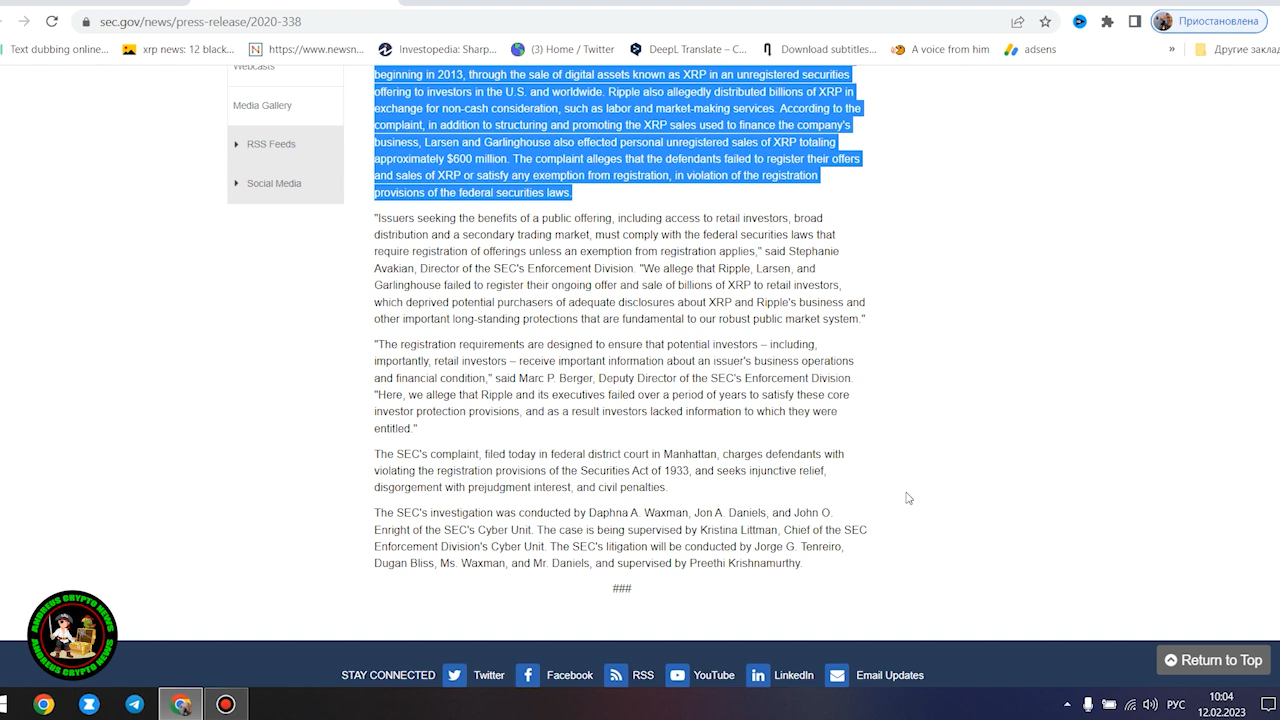 sec.gov/news/press-release/2020-338
Приостановлена
Text dubbing online...
xrp news: 12 black...
https://www.newsn...
Investopedia: Sharp...
(3) Home / Twitter
DeepL Translate – C...
Download subtitles...
A voice from him
adsens
»
Другие заклад
Webcasts
Media Gallery
RSS Feeds
Social Media
beginning in 2013, through the sale of digital assets known as XRP in an unregistered securities
offering to investors in the U.S. and worldwide. Ripple also allegedly distributed billions of XRP in
exchange for non-cash consideration, such as labor and market-making services. According to the
complaint, in addition to structuring and promoting the XRP sales used to finance the company's
business, Larsen and Garlinghouse also effected personal unregistered sales of XRP totaling
approximately $600 million. The complaint alleges that the defendants failed to register their offers
and sales of XRP or satisfy any exemption from registration, in violation of the registration
provisions of the federal securities laws.
"Issuers seeking the benefits of a public offering, including access to retail investors, broad
distribution and a secondary trading market, must comply with the federal securities laws that
require registration of offerings unless an exemption from registration applies," said Stephanie
Avakian, Director of the SEC's Enforcement Division. "We allege that Ripple, Larsen, and
Garlinghouse failed to register their ongoing offer and sale of billions of XRP to retail investors,
which deprived potential purchasers of adequate disclosures about XRP and Ripple's business and
other important long-standing protections that are fundamental to our robust public market system."
"The registration requirements are designed to ensure that potential investors – including,
importantly, retail investors – receive important information about an issuer's business operations
and financial condition," said Marc P. Berger, Deputy Director of the SEC's Enforcement Division.
"Here, we allege that Ripple and its executives failed over a period of years to satisfy these core
investor protection provisions, and as a result investors lacked information to which they were
entitled."
The SEC's complaint, filed today in federal district court in Manhattan, charges defendants with
violating the registration provisions of the Securities Act of 1933, and seeks injunctive relief,
disgorgement with prejudgment interest, and civil penalties.
The SEC's investigation was conducted by Daphna A. Waxman, Jon A. Daniels, and John O.
Enright of the SEC's Cyber Unit. The case is being supervised by Kristina Littman, Chief of the SEC
Enforcement Division's Cyber Unit. The SEC's litigation will be conducted by Jorge G. Tenreiro,
Dugan Bliss, Ms. Waxman, and Mr. Daniels, and supervised by Preethi Krishnamurthy.
###
ANDREUS CRYPTO NEWS
ANDREUS CRYPTO NEWS
Return to Top
STAY CONNECTED
Twitter
Facebook
RSS
YouTube
LinkedIn
Email Updates
РУС
10:04
12.02.2023